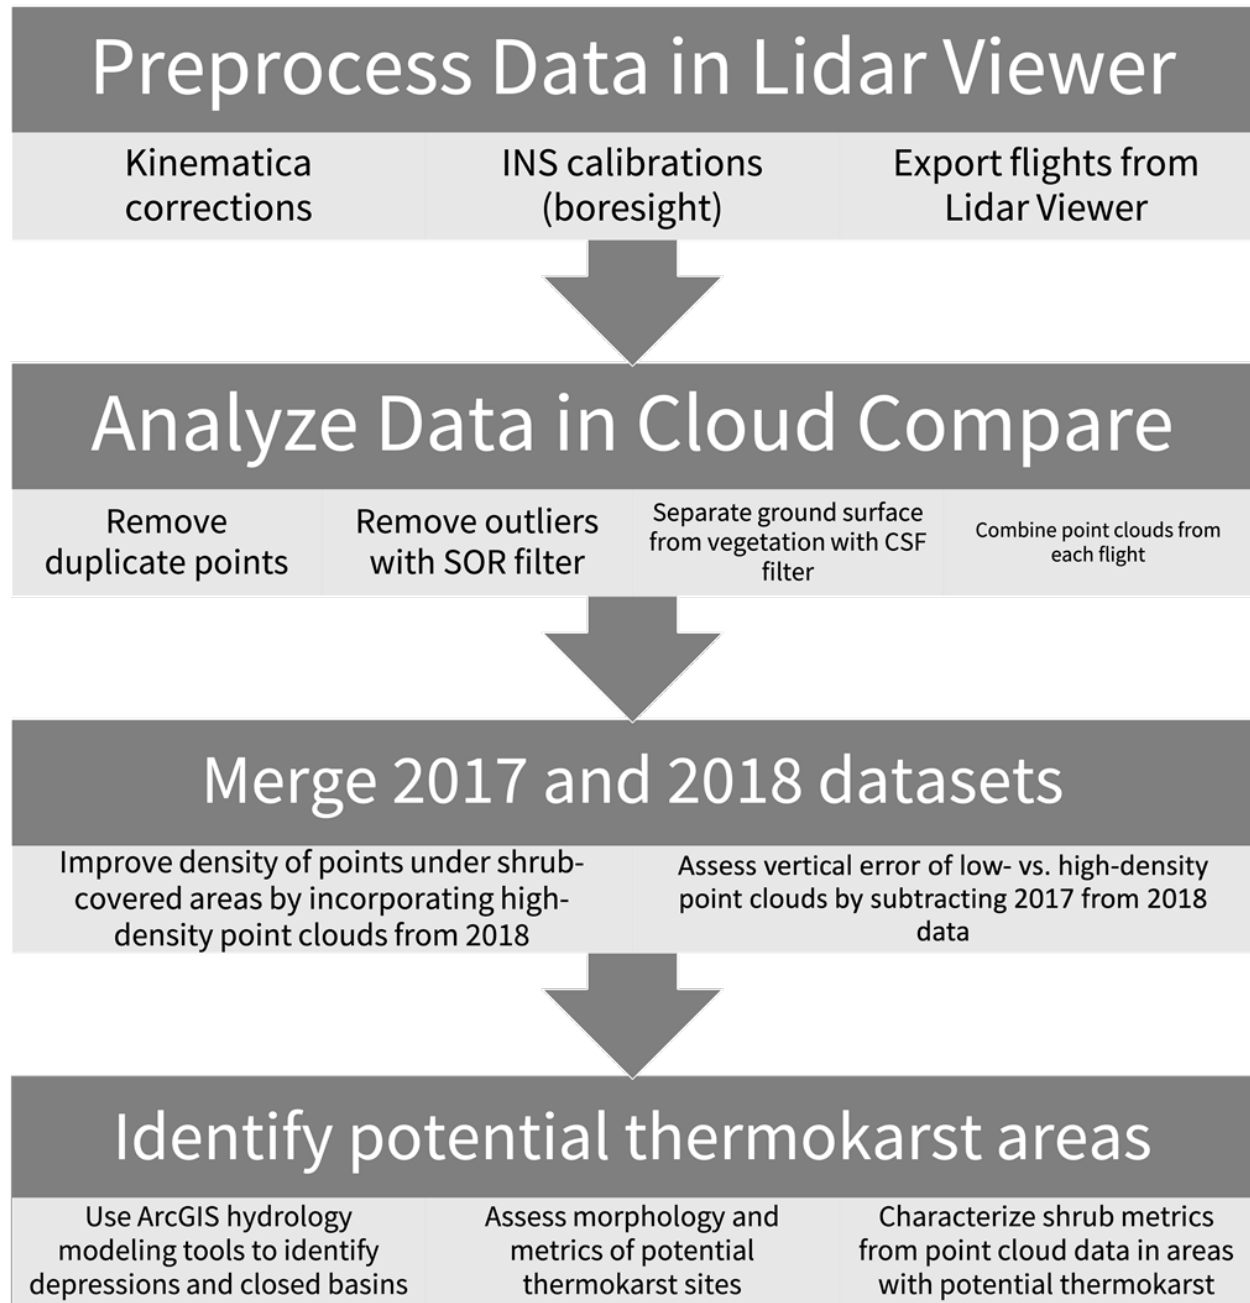 Preprocess Data in Lidar Viewer
Kinematica
corrections
INS calibrations
(boresight)
Export flights from
Lidar Viewer
Analyze Data in Cloud Compare
Remove
duplicate points
Remove outliers
with SOR filter
Separate ground surface
from vegetation with CSF
filter
Combine point clouds from
each flight
Merge 2017 and 2018 datasets
Improve density of points under shrub-
covered areas by incorporating high-
density point clouds from 2018
Assess vertical error of low- vs. high-density
point clouds by subtracting 2017 from 2018
data
Identify potential thermokarst areas
Use ArcGIS hydrology
modeling tools to identify
depressions and closed basins
Assess morphology and
metrics of potential
thermokarst sites
Characterize shrub metrics
from point cloud data in areas
with potential thermokarst